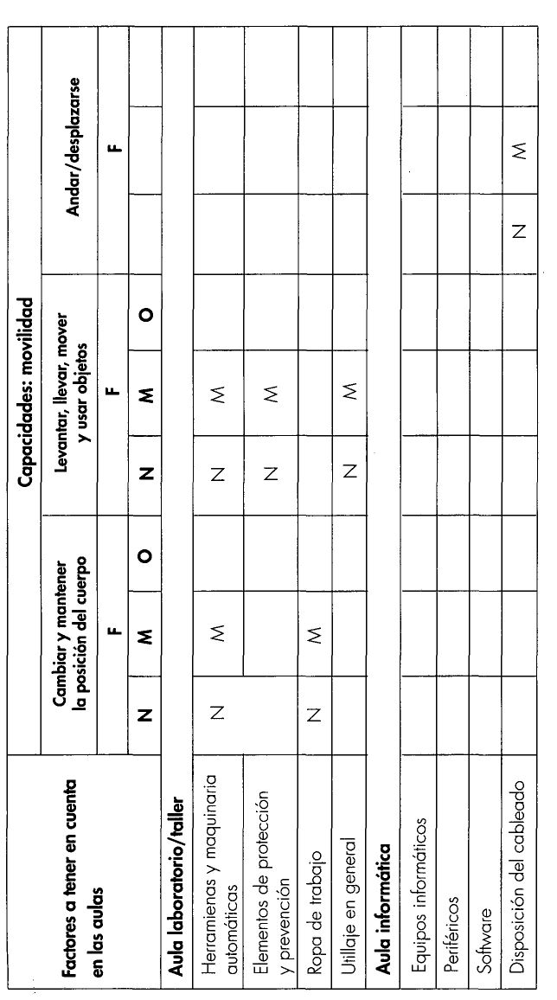 Capacidades: movilidad
Factores a tener en cuenta
en las aulas
Cambiar y mantener
la posición del cuerpo
Levantar, llevar, mover
y usar objetos
Andar/desplazarse
F F F
N M O N M O
Aula laboratorio/taller
Herramienas y maquinaria
automáticas
N M N M
Elementos de protección
y prevención
N M
Ropa de trabajo N M
Utillaje en general N M
Aula informática
Equipos informáticos
Periféricos
Software
Disposición del cableado N M